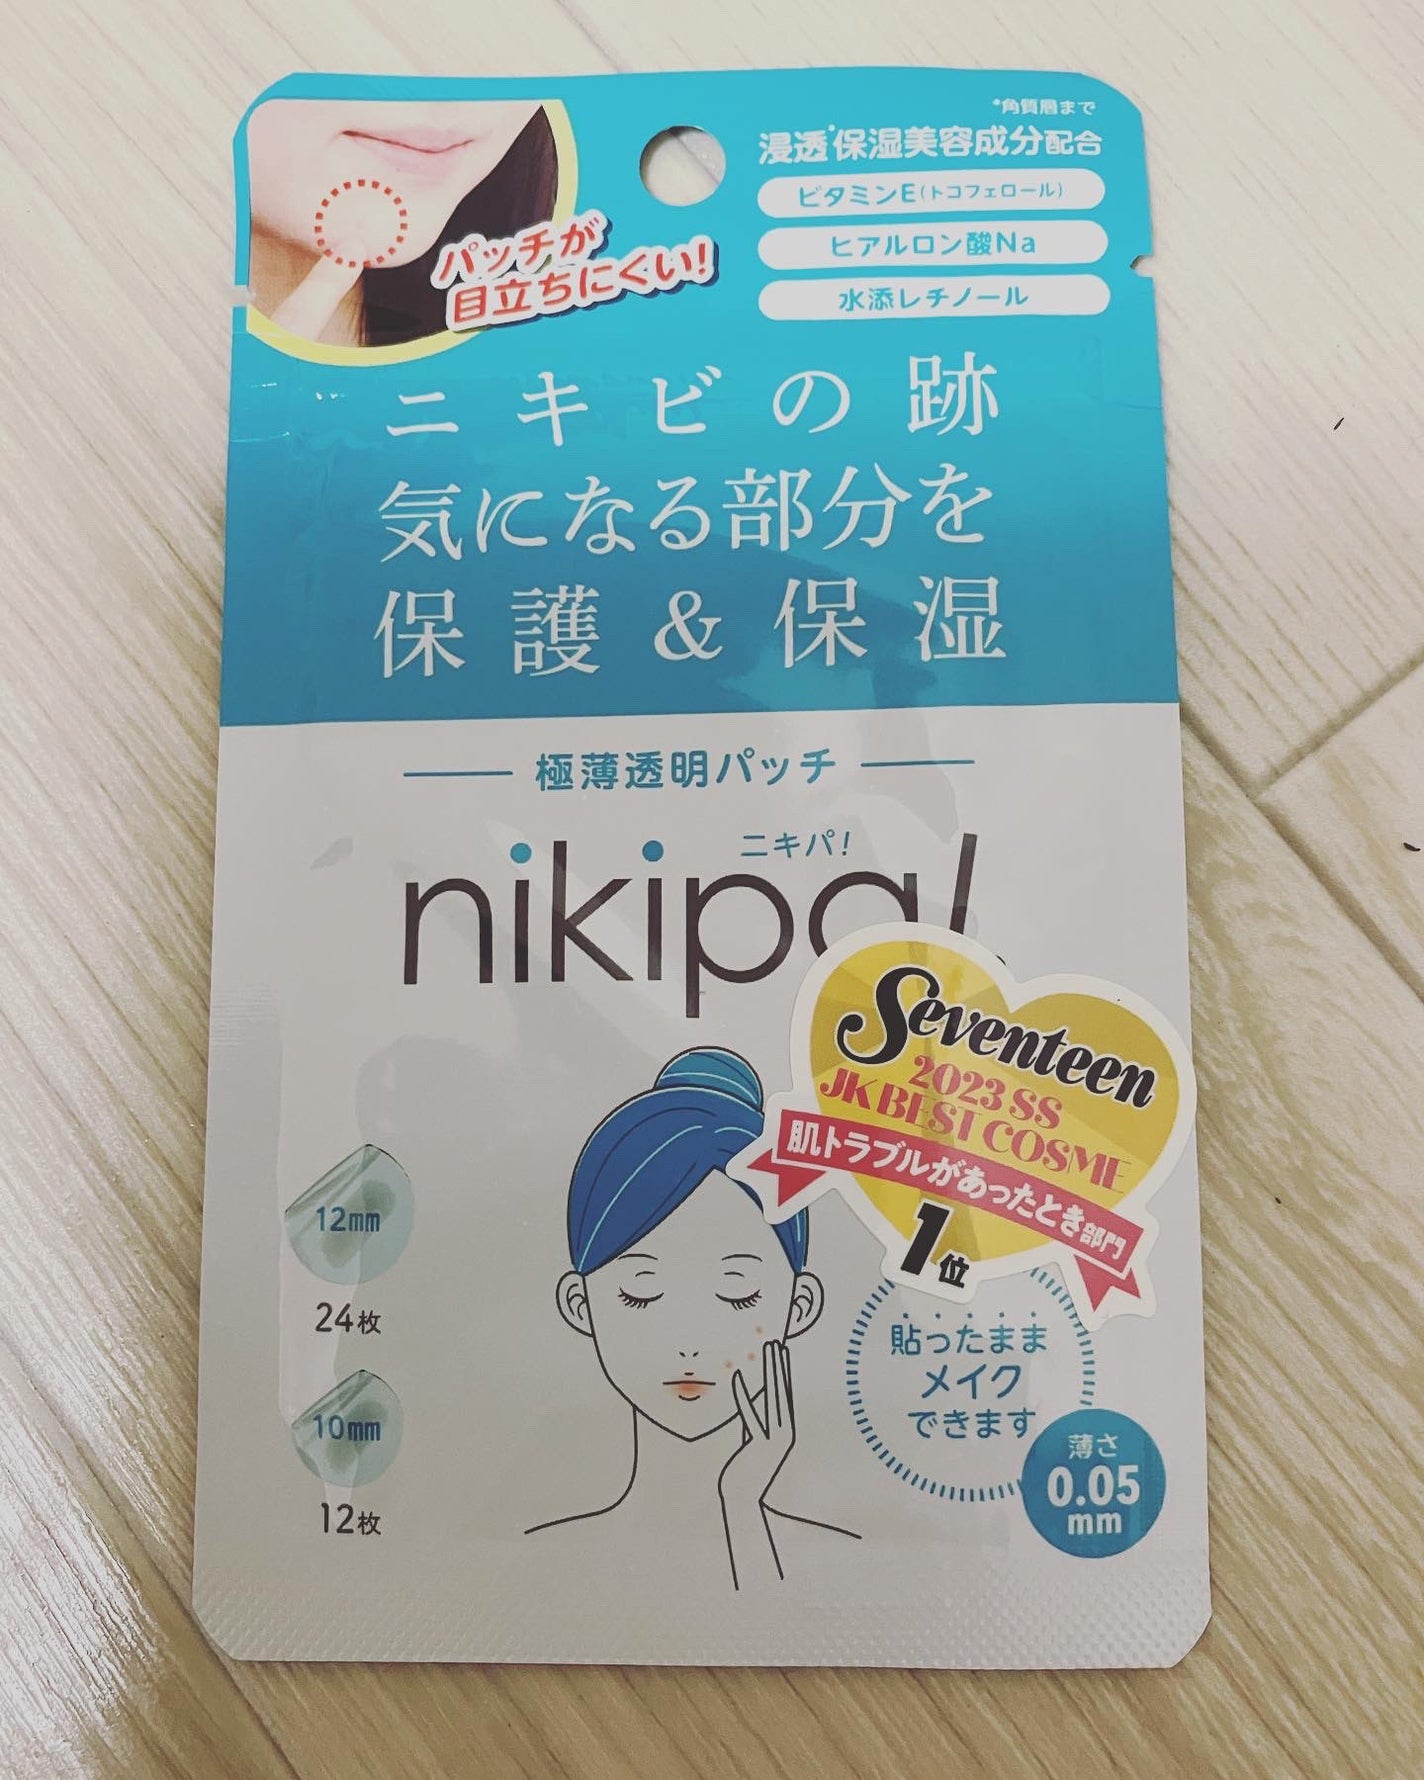 *角質層まで
浸透*保湿美容成分配合
ビタミンE(トコフェロール)
ヒアルロン酸Na
水添レチノール
パッチが
目立ちにくい!
ニキビの跡
気になる部分を
保護&保湿
極薄透明パッチ
ニキパ!
nikipa!
Seventeen
2023 SS
JK BEST COSME
肌トラブルがあったとき部門
1位
12mm
24枚
10mm
12枚
貼ったまま
メイク
できます
薄さ
0.05
mm